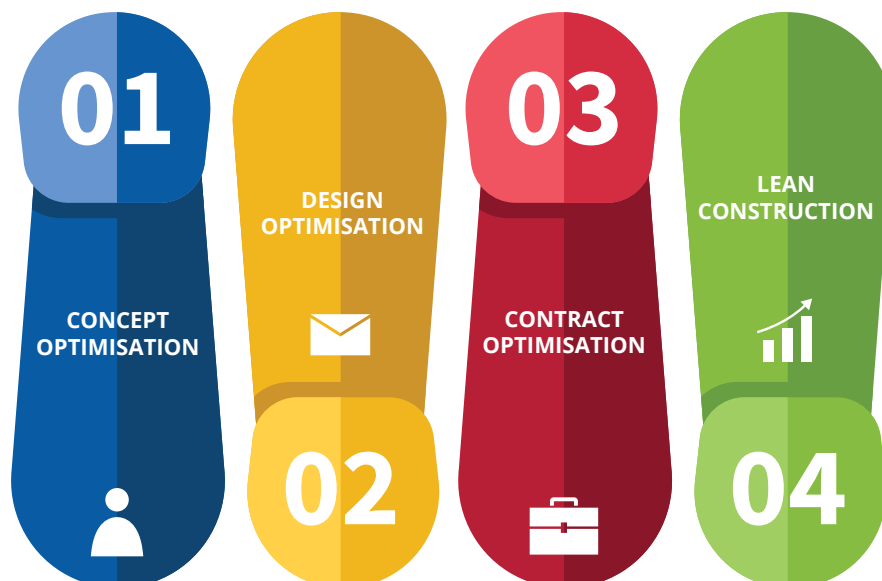 01
CONCEPT
OPTIMISATION
DESIGN
OPTIMISATION
02
03
CONTRACT
OPTIMISATION
LEAN
CONSTRUCTION
04